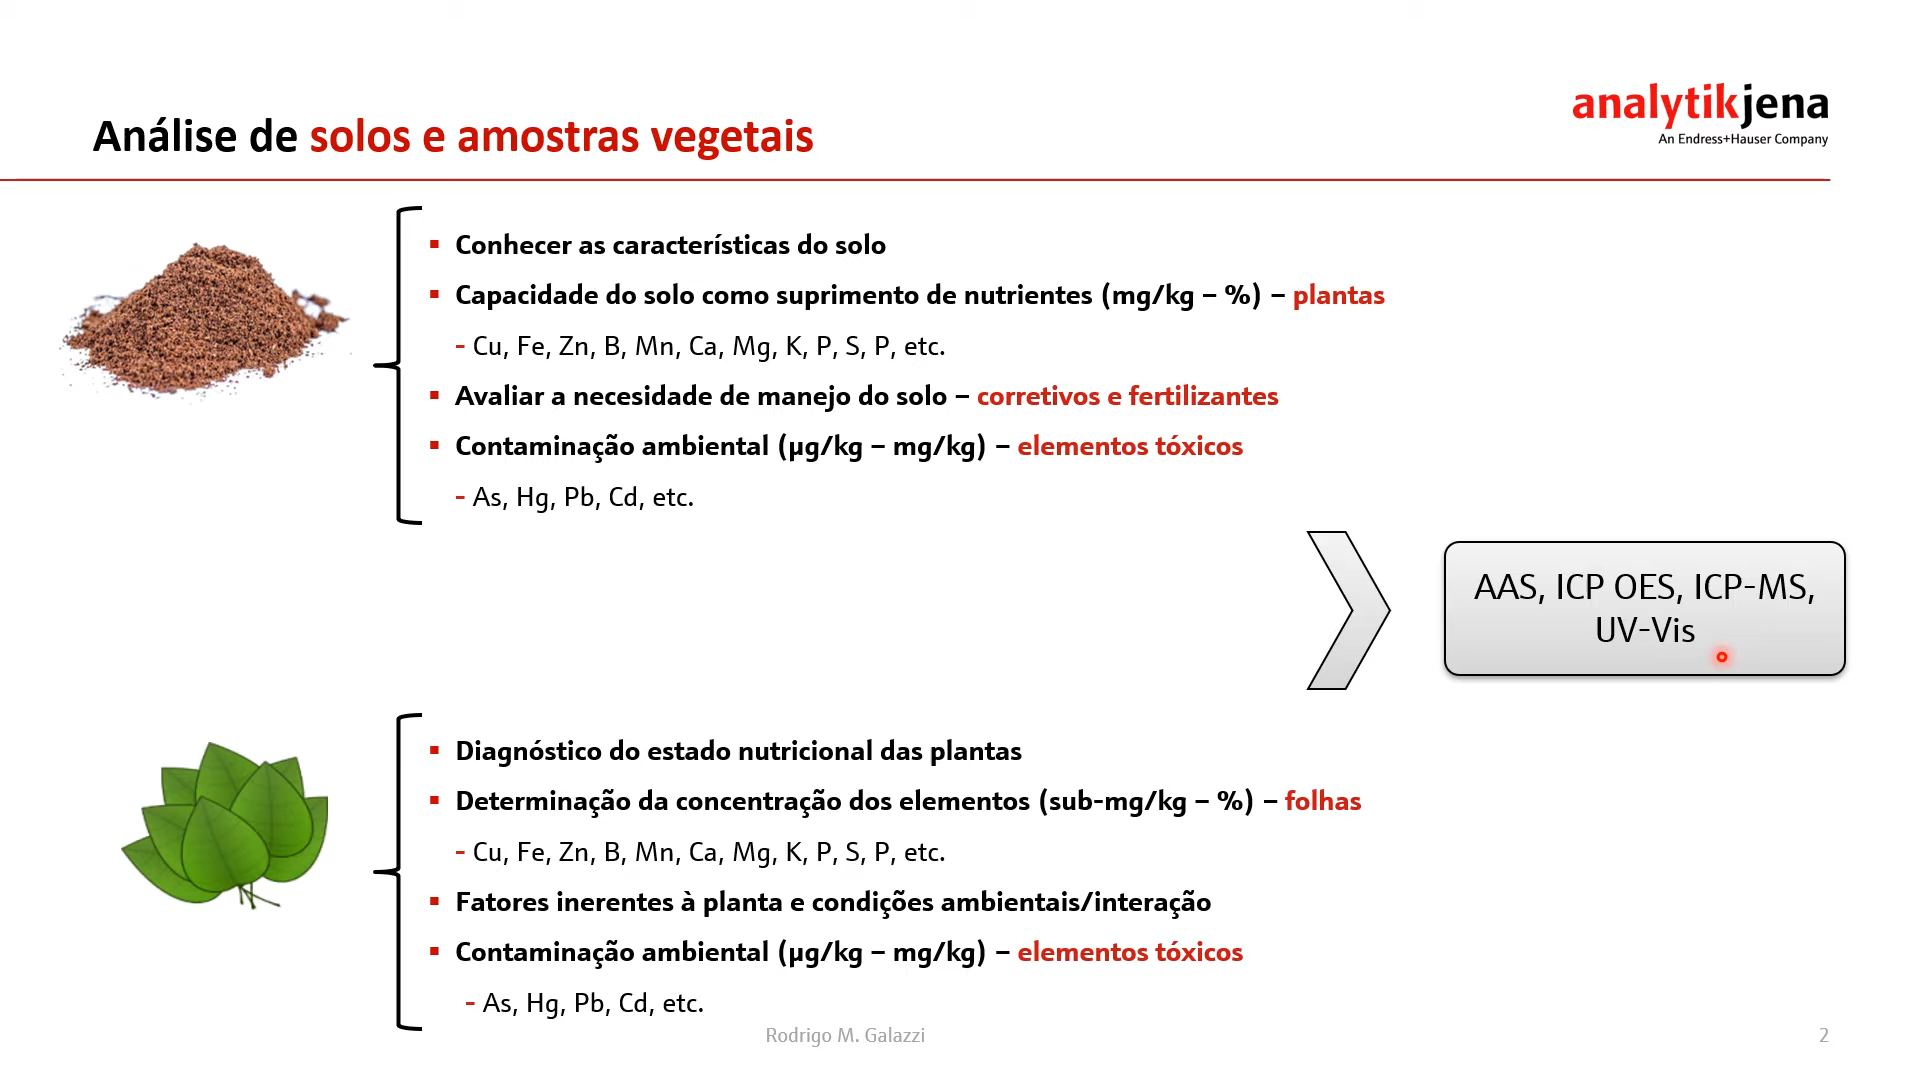 Análise de solos e amostras vegetais
analytikjena
An Endress+Hauser Company
Conhecer as características do solo
Capacidade do solo como suprimento de nutrientes (mg/kg – %) – plantas
- Cu, Fe, Zn, B, Mn, Ca, Mg, K, P, S, P, etc.
Avaliar a necesidade de manejo do solo – corretivos e fertilizantes
Contaminação ambiental (µg/kg – mg/kg) – elementos tóxicos
- As, Hg, Pb, Cd, etc.
AAS, ICP OES, ICP-MS,
UV-Vis
Diagnóstico do estado nutricional das plantas
Determinação da concentração dos elementos (sub-mg/kg – %) – folhas
- Cu, Fe, Zn, B, Mn, Ca, Mg, K, P, S, P, etc.
Fatores inerentes à planta e condições ambientais/interação
Contaminação ambiental (µg/kg – mg/kg) – elementos tóxicos
- As, Hg, Pb, Cd, etc.
Rodrigo M. Galazzi
2